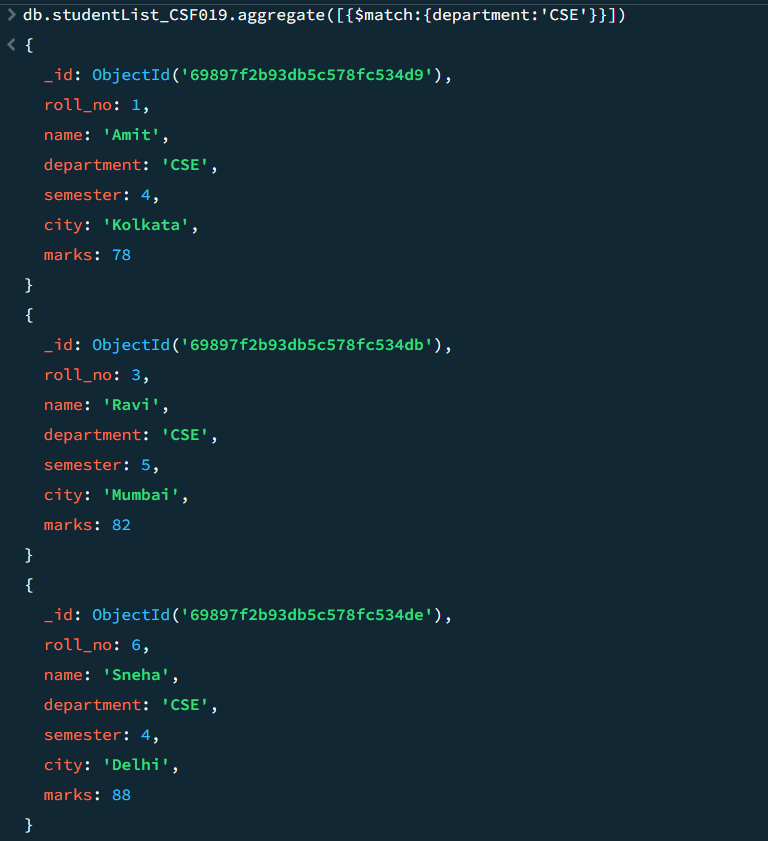 > db.studentList_CSF019.aggregate([{$match:{department:'CSE'}}])
< {
_id: ObjectId('69897f2b93db5c578fc534d9'),
roll_no: 1,
name: 'Amit',
department: 'CSE',
semester: 4,
city: 'Kolkata',
marks: 78
}
{
_id: ObjectId('69897f2b93db5c578fc534db'),
roll_no: 3,
name: 'Ravi',
department: 'CSE',
semester: 5,
city: 'Mumbai',
marks: 82
}
{
_id: ObjectId('69897f2b93db5c578fc534de'),
roll_no: 6,
name: 'Sneha',
department: 'CSE',
semester: 4,
city: 'Delhi',
marks: 88
}